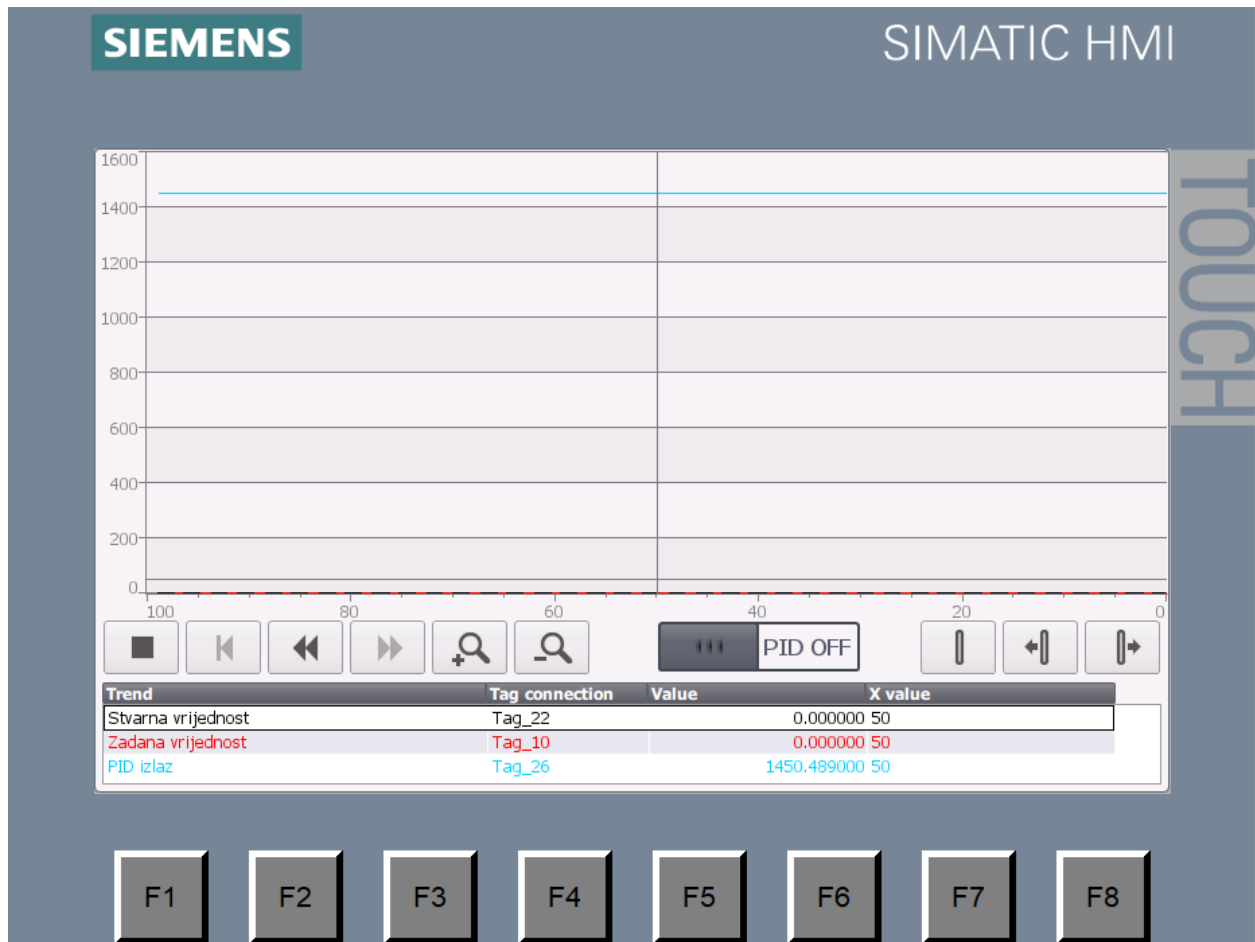 SIEMENS
SIMATIC HMI
TOUCH
1600
1400
1200
1000
800
600
400
200
0
100 80 60 40 20 0
PID OFF
Trend Tag connection Value X value
Stvarna vrijednost Tag_22 0.000000 50
Zadana vrijednost Tag_10 0.000000 50
PID izlaz Tag_26 1450.489000 50
F1 F2 F3 F4 F5 F6 F7 F8